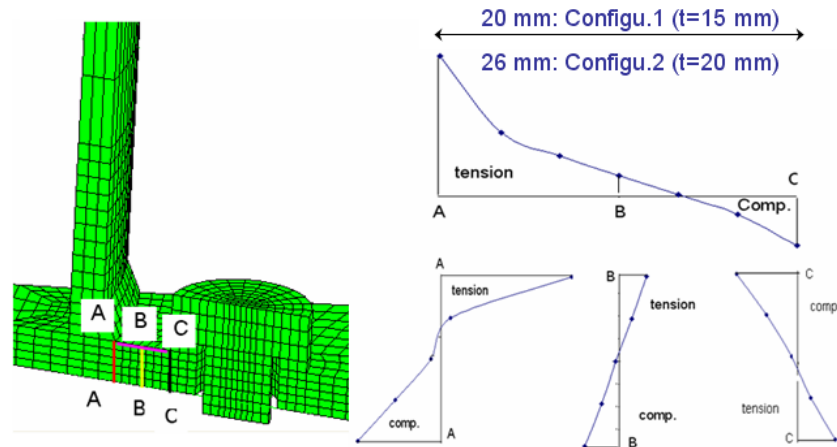 20 mm: Configu.1 (t=15 mm)
26 mm: Configu.2 (t=20 mm)
tension
Comp.
A
B
C
A
B
C
A
B
C
A
tension
comp.
A
B
tension
comp.
B
C
comp
tension
C